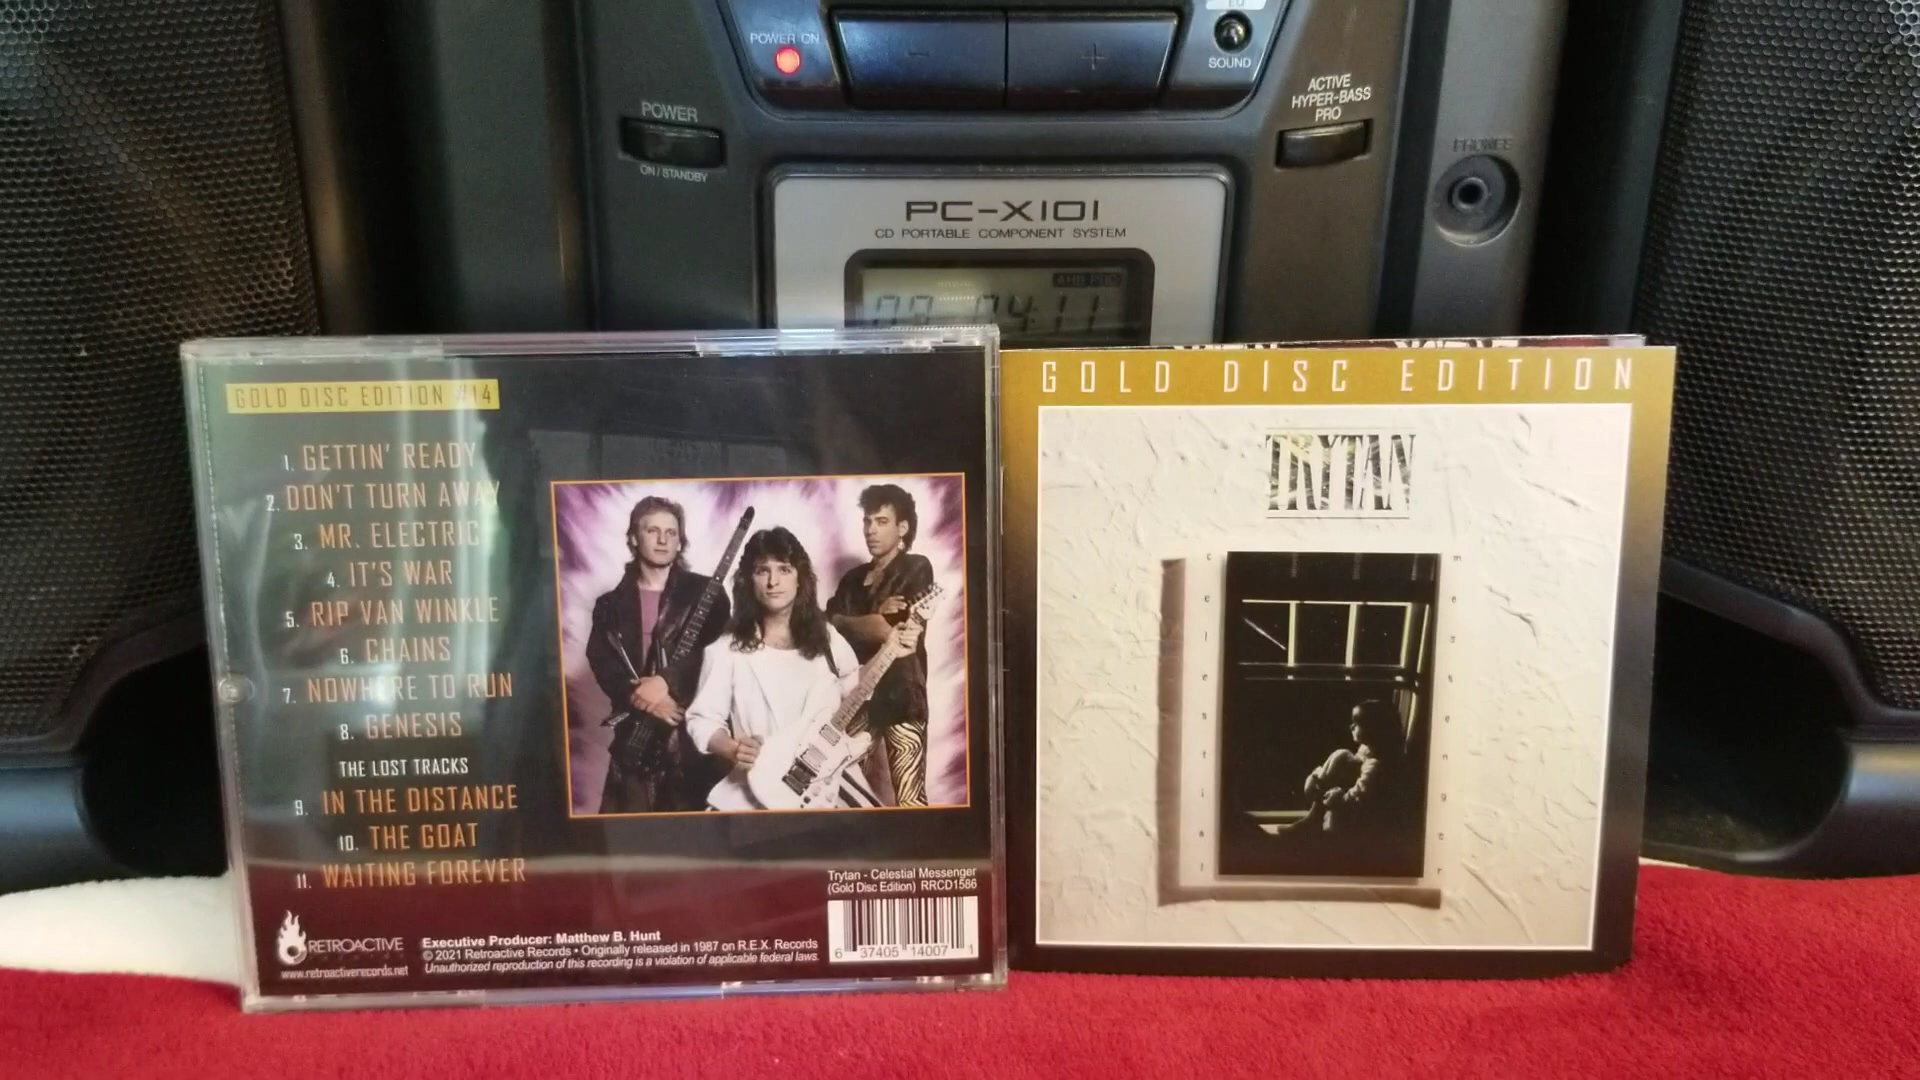 POWER ON
- +
SOUND
POWER
ON / STANDBY
ACTIVE
HYPER-BASS
PRO
PHONES
PC-X101
CD PORTABLE COMPONENT SYSTEM
04:11
GOLD DISC EDITION #14
1. GETTIN' READY
2. DON'T TURN AWAY
3. MR. ELECTRIC
4. IT'S WAR
5. RIP VAN WINKLE
6. CHAINS
7. NOWHERE TO RUN
8. GENESIS
THE LOST TRACKS
9. IN THE DISTANCE
10. THE GOAT
11. WAITING FOREVER
Trytan - Celestial Messenger
(Gold Disc Edition) RRCD1586
6 37405 14007 1
RETROACTIVE
www.retroactiverecords.net
Executive Producer: Matthew B. Hunt
© 2021 Retroactive Records • Originally released in 1987 on R.E.X. Records
Unauthorized reproduction of this recording is a violation of applicable federal laws.
GOLD DISC EDITION
TRYTAN
celestial
messenger